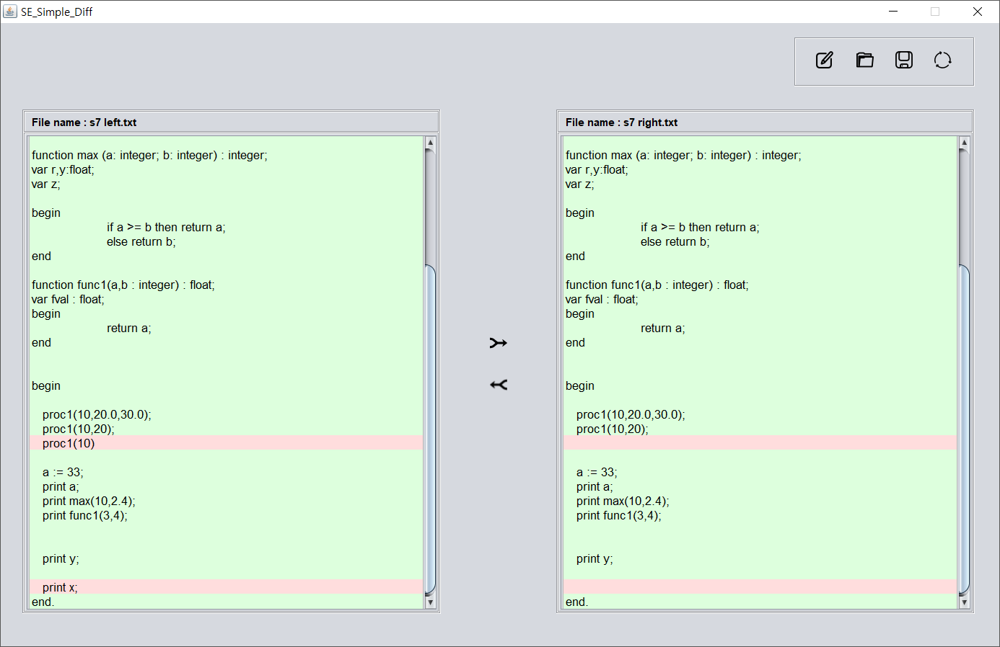 SE_Simple_Diff
File name : s7 left.txt
function max (a: integer; b: integer) : integer;
var r,y:float;
var z;
begin
if a >= b then return a;
else return b;
end
function func1(a,b : integer) : float;
var fval : float;
begin
return a;
end
begin
proc1(10,20.0,30.0);
proc1(10,20);
proc1(10)
a := 33;
print a;
print max(10,2.4);
print func1(3,4);
print y;
print x;
end.
File name : s7 right.txt
function max (a: integer; b: integer) : integer;
var r,y:float;
var z;
begin
if a >= b then return a;
else return b;
end
function func1(a,b : integer) : float;
var fval : float;
begin
return a;
end
begin
proc1(10,20.0,30.0);
proc1(10,20);
a := 33;
print a;
print max(10,2.4);
print func1(3,4);
print y;
end.